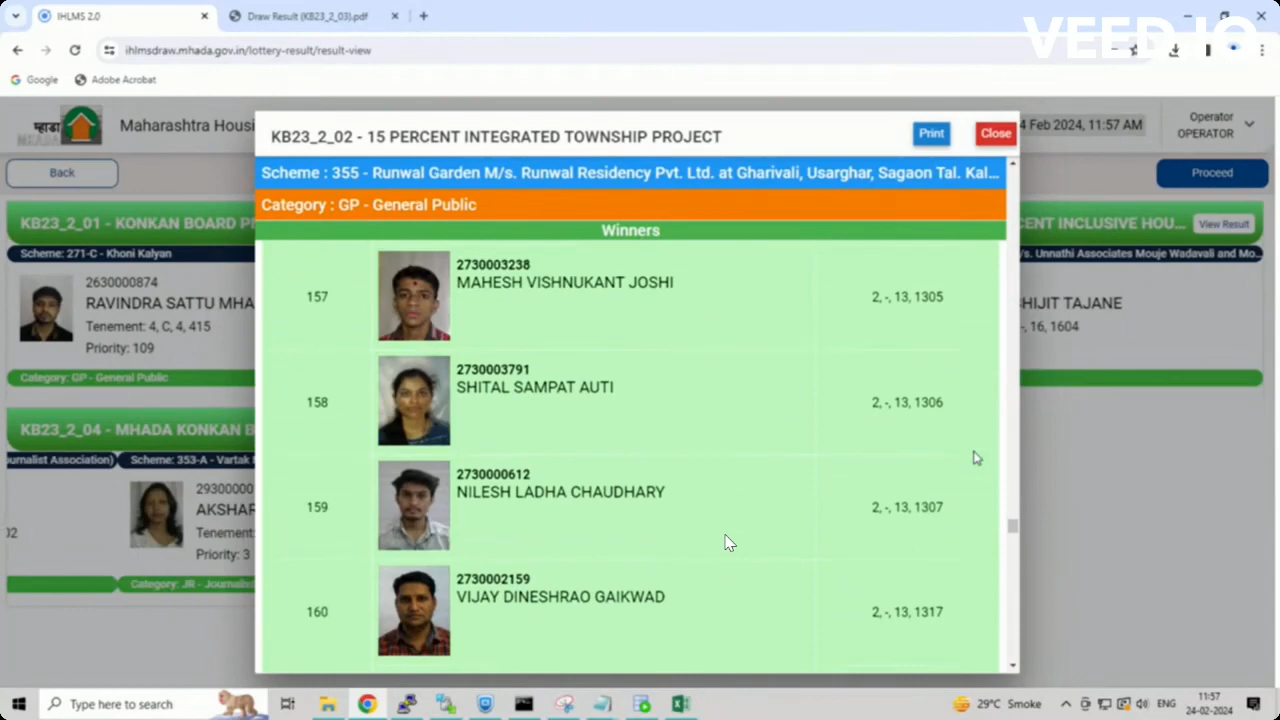 IHLMS 2.0
Draw Result (KB23_2_03).pdf
VEED.IO
ihlmsdraw.mhada.gov.in/lottery-result/result-view
Google
Adobe Acrobat
म्हाडा
MHADA
Maharashtra Housi
4 Feb 2024, 11:57 AM
Operator
OPERATOR
Back
Proceed
KB23_2_02 - 15 PERCENT INTEGRATED TOWNSHIP PROJECT
Print
Close
Scheme : 355 - Runwal Garden M/s. Runwal Residency Pvt. Ltd. at Gharivali, Usarghar, Sagaon Tal. Kal...
Category : GP - General Public
Winners
157
2730003238
MAHESH VISHNUKANT JOSHI
2, -, 13, 1305
158
2730003791
SHITAL SAMPAT AUTI
2, -, 13, 1306
159
2730000612
NILESH LADHA CHAUDHARY
2, -, 13, 1307
160
2730002159
VIJAY DINESHRAO GAIKWAD
2, -, 13, 1317
KB23_2_01 - KONKAN BOARD P
Scheme: 271-C - Khoni Kalyan
2630000874
RAVINDRA SATTU MHA
Tenement: 4, C, 4, 415
Priority: 109
Category: GP - General Public
CENT INCLUSIVE HOU...
View Result
/s. Unnathi Associates Mouje Wadavali and Mo...
HIJIT TAJANE
-, 16, 1604
KB23_2_04 - MHADA KONKAN B
urnalist Association)
Scheme: 353-A - Vartak
02
29300000
AKSHAR
Tenement:
Priority: 3
Category: JR - Journalis
Type here to search
29°C Smoke
ENG
11:57
24-02-2024